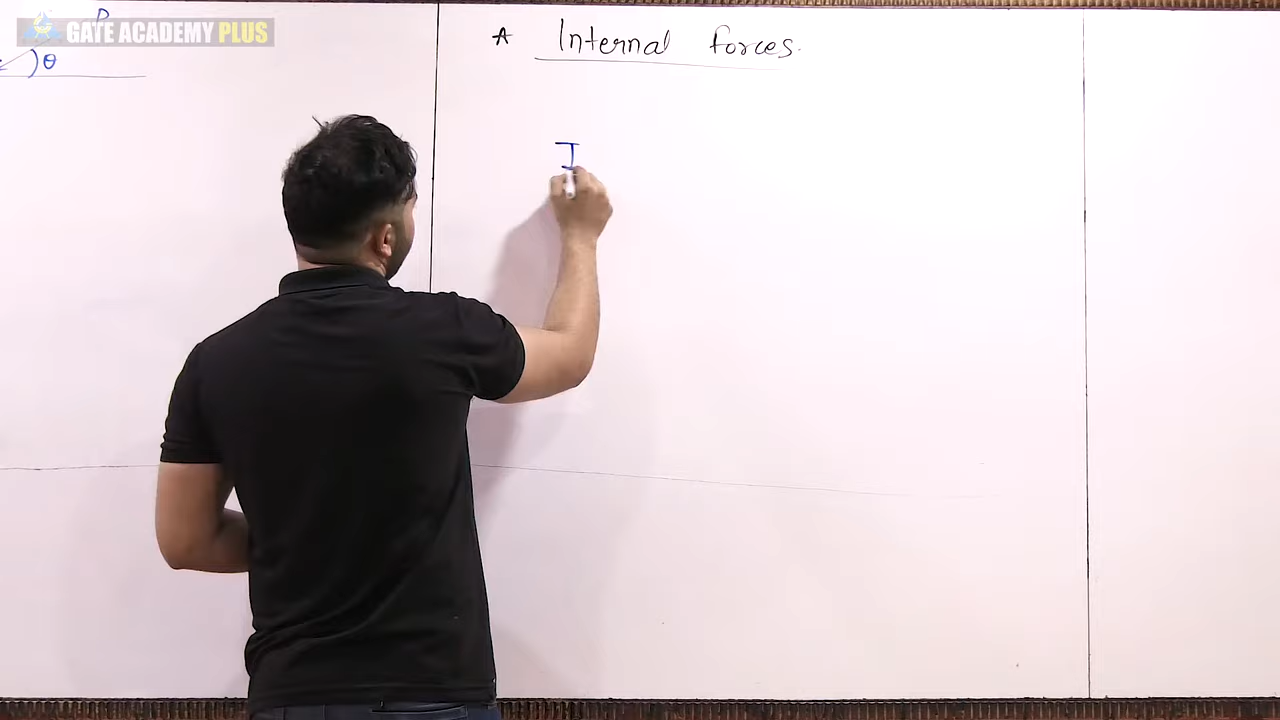 P
GATE ACADEMY PLUS
θ
* Internal forces.
I